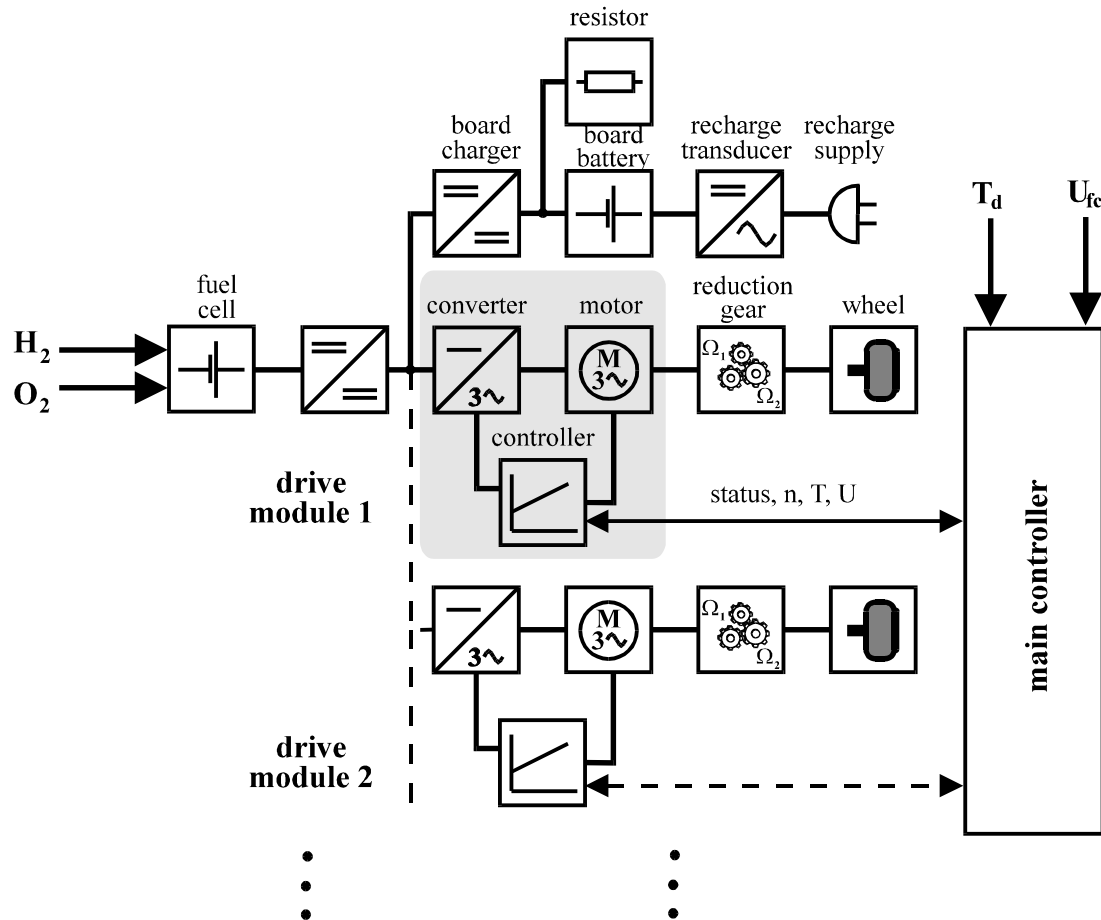 resistor
board
charger
board
battery
recharge
transducer
recharge
supply
T_d
U_fc
fuel
cell
converter
motor
reduction
gear
wheel
H_2
O_2
3∿
M
3∿
Ω_1
Ω_2
controller
drive
module 1
status, n, T, U
main controller
3∿
M
3∿
Ω_1
Ω_2
drive
module 2